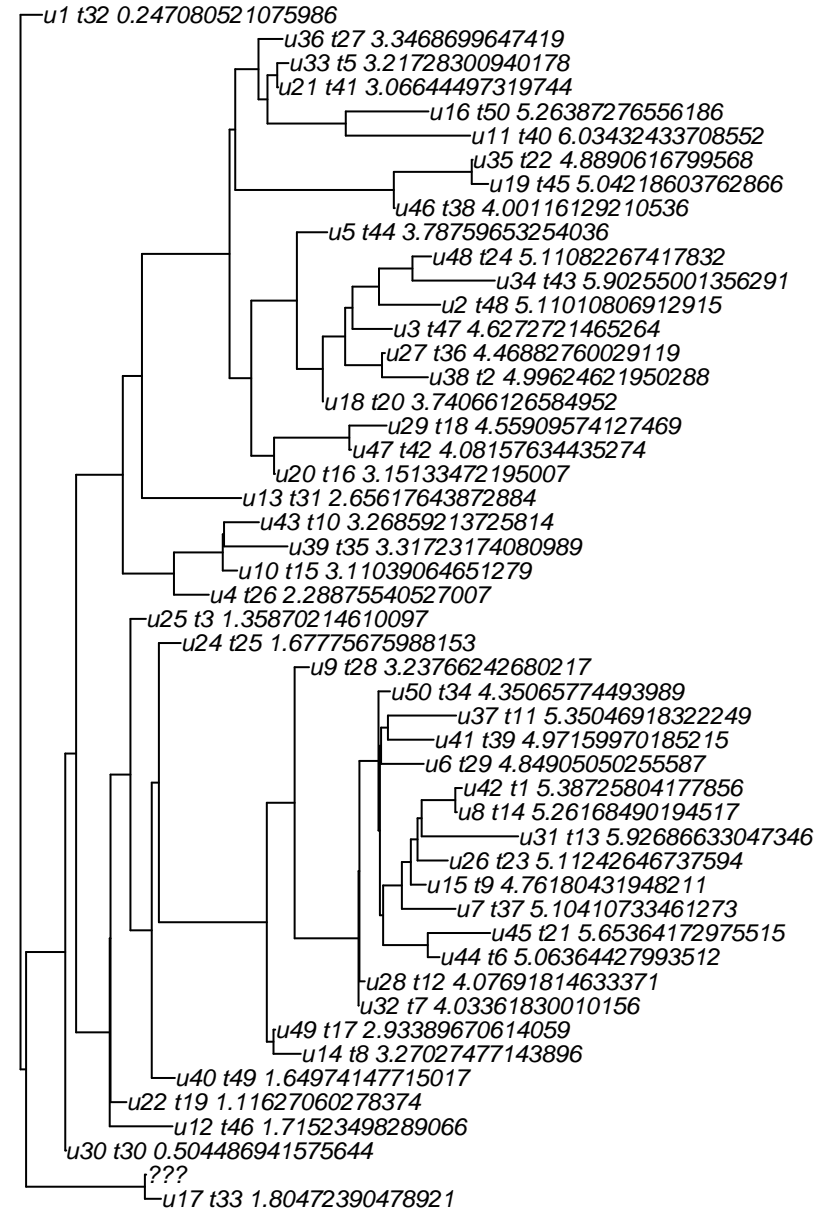 u1 t32 0.247080521075986
u36 t27 3.3468699647419
u33 t5 3.21728300940178
u21 t41 3.06644497319744
u16 t50 5.26387276556186
u11 t40 6.03432433708552
u35 t22 4.8890616799568
u19 t45 5.04218603762866
u46 t38 4.00116129210536
u5 t44 3.78759653254036
u48 t24 5.11082267417832
u34 t43 5.90255001356291
u2 t48 5.11010806912915
u3 t47 4.6272721465264
u27 t36 4.46882760029119
u38 t2 4.99624621950288
u18 t20 3.74066126584952
u29 t18 4.55909574127469
u47 t42 4.08157634435274
u20 t16 3.15133472195007
u13 t31 2.65617643872884
u43 t10 3.26859213725814
u39 t35 3.31723174080989
u10 t15 3.11039064651279
u4 t26 2.28875540527007
u25 t3 1.35870214610097
u24 t25 1.67775675988153
u9 t28 3.23766242680217
u50 t34 4.35065774493989
u37 t11 5.35046918322249
u41 t39 4.97159970185215
u6 t29 4.84905050255587
u42 t1 5.38725804177856
u8 t14 5.26168490194517
u31 t13 5.92686633047346
u26 t23 5.11242646737594
u15 t9 4.76180431948211
u7 t37 5.10410733461273
u45 t21 5.65364172975515
u44 t6 5.06364427993512
u28 t12 4.07691814633371
u32 t7 4.03361830010156
u49 t17 2.93389670614059
u14 t8 3.27027477143896
u40 t49 1.64974147715017
u22 t19 1.11627060278374
u12 t46 1.71523498289066
u30 t30 0.504486941575644
???
u17 t33 1.80472390478921